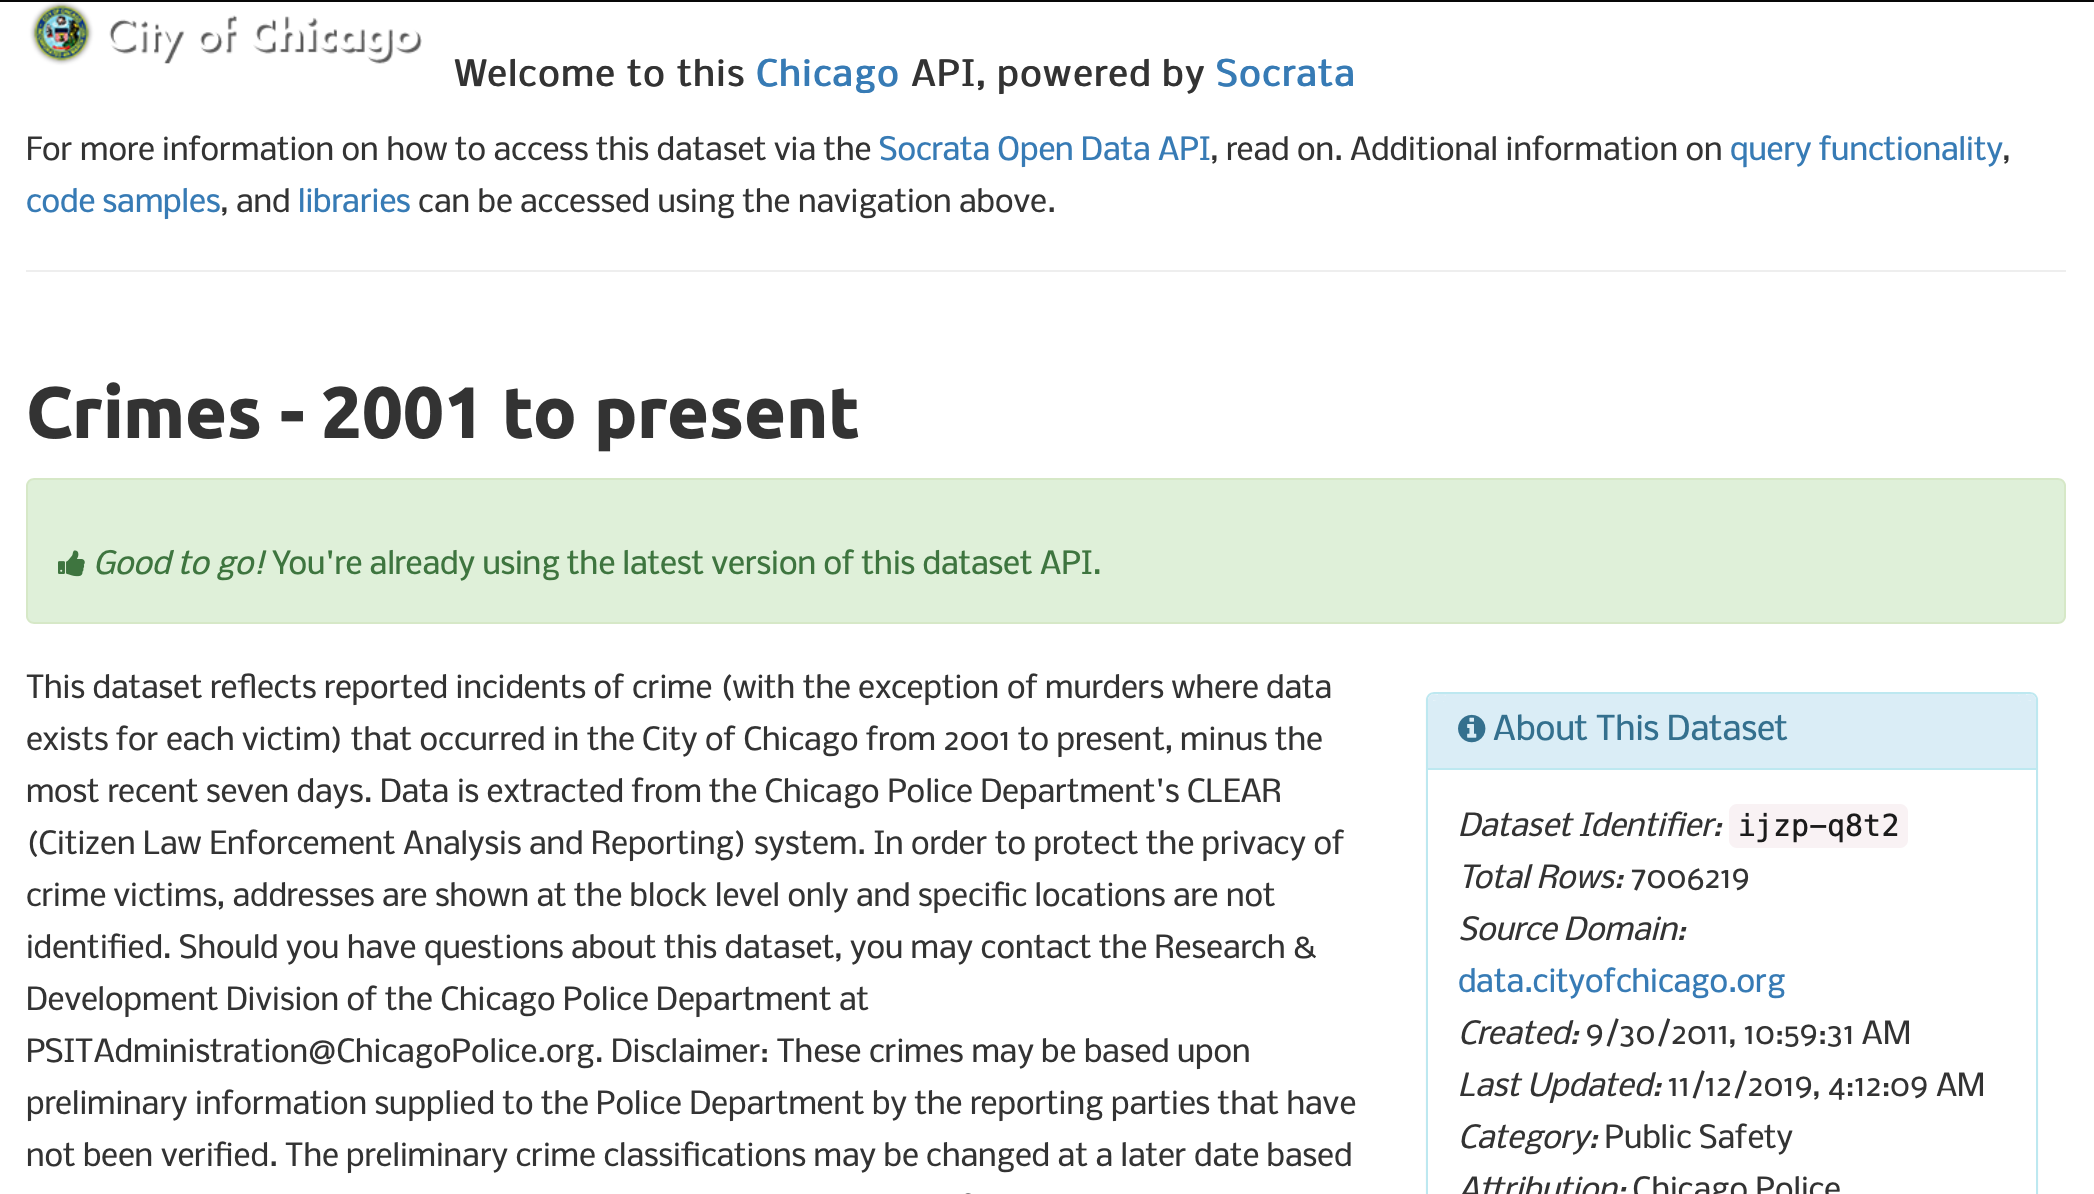 City of Chicago
Welcome to this Chicago API, powered by Socrata
For more information on how to access this dataset via the Socrata Open Data API, read on. Additional information on query functionality,
code samples, and libraries can be accessed using the navigation above.
Crimes - 2001 to present
Good to go! You're already using the latest version of this dataset API.
This dataset reflects reported incidents of crime (with the exception of murders where data
exists for each victim) that occurred in the City of Chicago from 2001 to present, minus the
most recent seven days. Data is extracted from the Chicago Police Department's CLEAR
(Citizen Law Enforcement Analysis and Reporting) system. In order to protect the privacy of
crime victims, addresses are shown at the block level only and specific locations are not
identified. Should you have questions about this dataset, you may contact the Research &
Development Division of the Chicago Police Department at
PSITAdministration@ChicagoPolice.org. Disclaimer: These crimes may be based upon
preliminary information supplied to the Police Department by the reporting parties that have
not been verified. The preliminary crime classifications may be changed at a later date based
About This Dataset
Dataset Identifier: ijzp-q8t2
Total Rows: 7006219
Source Domain:
data.cityofchicago.org
Created: 9/30/2011, 10:59:31 AM
Last Updated: 11/12/2019, 4:12:09 AM
Category: Public Safety
Attribution: Chicago Police